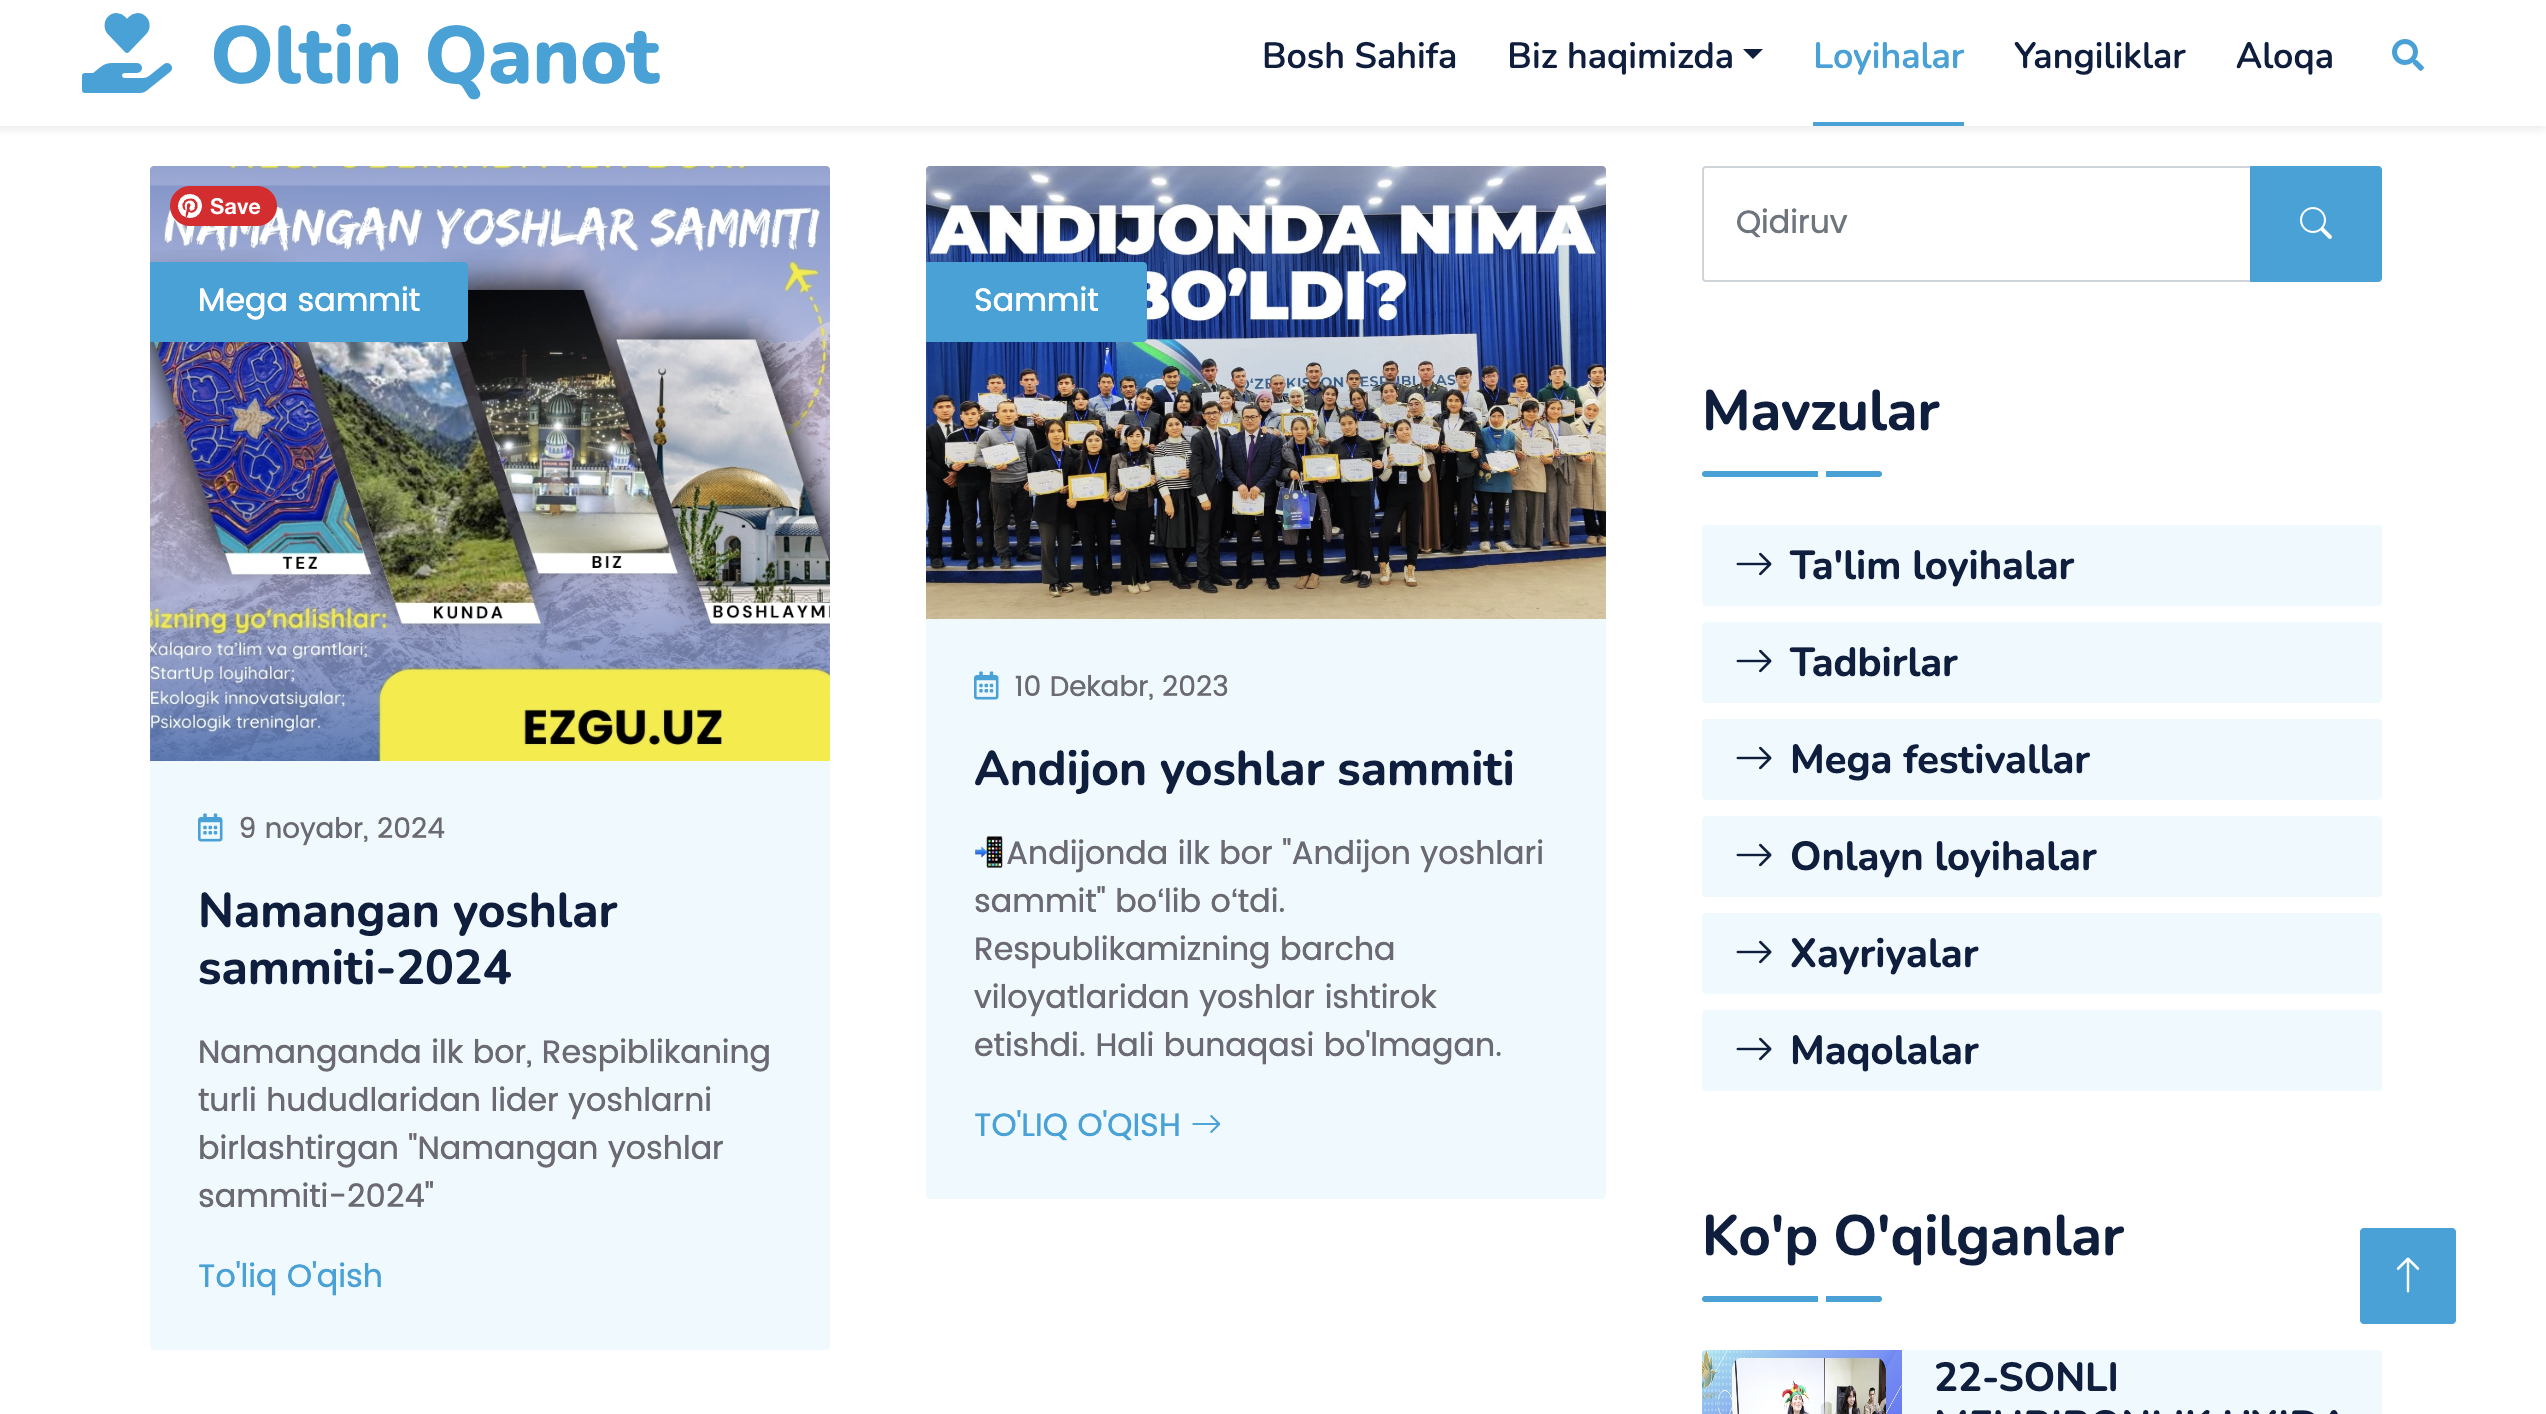 Oltin Qanot
Bosh Sahifa
Biz haqimizda
Loyihalar
Yangiliklar
Aloqa
Save
NAMANGAN YOSHLAR SAMMITI
Mega sammit
TEZ
KUNDA
BIZ
BOSHLAYMI
Bizning yo‘nalishlar:
Xalqaro ta’lim va grantlari;
StartUp loyihalar;
Ekologik innovatsiyalar;
Psixologik treninglar.
EZGU.UZ
9 noyabr, 2024
Namangan yoshlar
sammiti-2024
Namanganda ilk bor, Respiblikaning
turli hududlaridan lider yoshlarni
birlashtirgan "Namangan yoshlar
sammiti-2024"
To'liq O'qish
ANDIJONDA NIMA
BO’LDI?
Sammit
10 Dekabr, 2023
Andijon yoshlar sammiti
📲Andijonda ilk bor "Andijon yoshlari
sammit" bo‘lib o‘tdi.
Respublikamizning barcha
viloyatlaridan yoshlar ishtirok
etishdi. Hali bunaqasi bo'lmagan.
TO'LIQ O'QISH →
Qidiruv
Mavzular
→ Ta'lim loyihalar
→ Tadbirlar
→ Mega festivallar
→ Onlayn loyihalar
→ Xayriyalar
→ Maqolalar
Ko'p O'qilganlar
22-SONLI